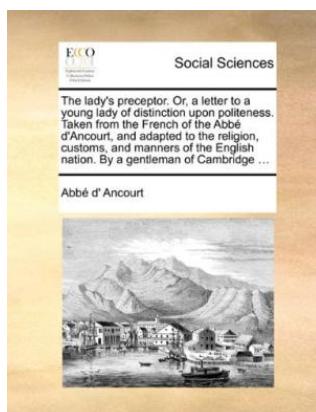 ECCO
Social Sciences
The lady's preceptor. Or, a letter to a
young lady of distinction upon politeness.
Taken from the French of the Abbé
d'Ancourt, and adapted to the religion,
customs, and manners of the English
nation. By a gentleman of Cambridge ...
Abbé d' Ancourt